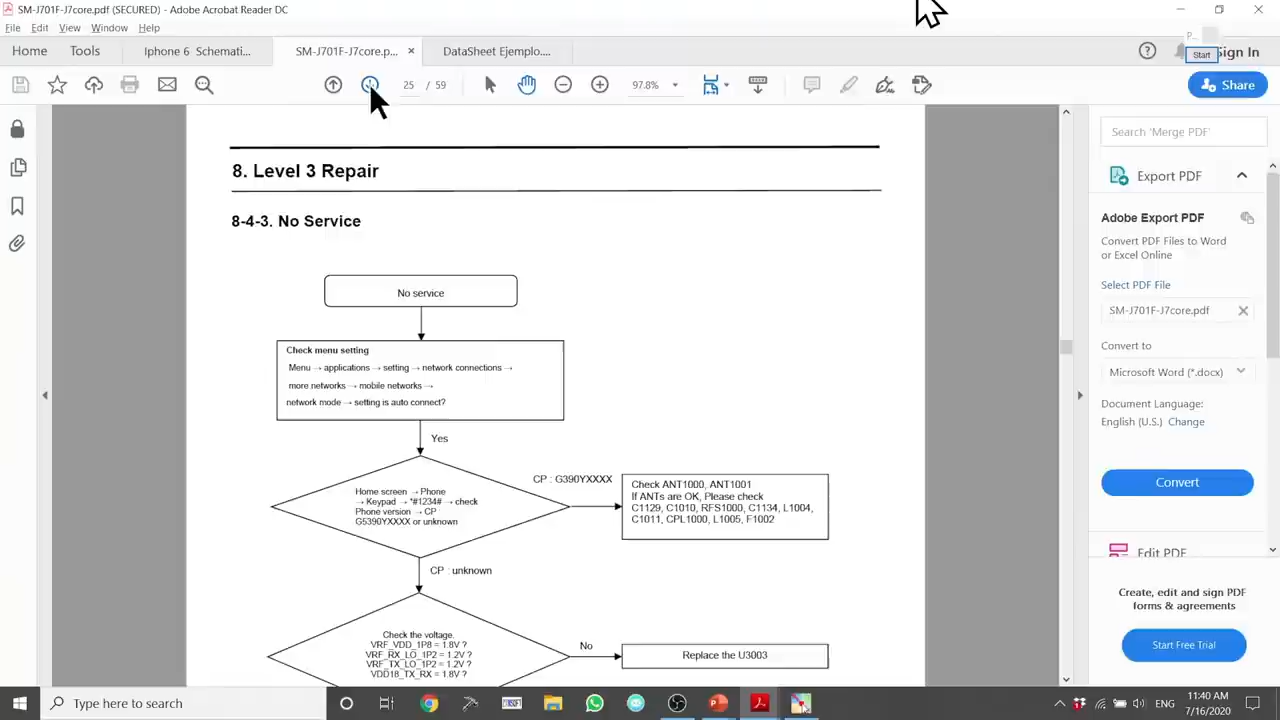 SM-J701F-J7core.pdf (SECURED) - Adobe Acrobat Reader DC
File Edit View Window Help
Home Tools Iphone 6 Schemati... SM-J701F-J7core.p... × DataSheet Ejemplo.... Sign In
Start
25 / 59 97.8% Share
8. Level 3 Repair
8-4-3. No Service
No service
Check menu setting
Menu → applications → setting → network connections →
more networks → mobile networks →
network mode → setting is auto connect?
Yes
Home screen → Phone
→ Keypad → *#1234# → check
Phone version → CP :
G5390YXXXX or unknown
CP : G390YXXXX
Check ANT1000, ANT1001
If ANTs are OK, Please check
C1129, C1010, RFS1000, C1134, L1004,
C1011, CPL1000, L1005, F1002
CP : unknown
Check the voltage.
VRF_VDD_1P8 = 1.8V ?
VRF_RX_LO_1P2 = 1.2V ?
VRF_TX_LO_1P2 = 1.2V ?
VDD18_TX_RX = 1.8V ?
No
Replace the U3003
Search 'Merge PDF'
Export PDF
Adobe Export PDF
Convert PDF Files to Word
or Excel Online
Select PDF File
SM-J701F-J7core.pdf
Convert to
Microsoft Word (*.docx)
Document Language:
English (U.S.) Change
Convert
Edit PDF
Create, edit and sign PDF
forms & agreements
Start Free Trial
Type here to search
ENG
11:40 AM
7/16/2020